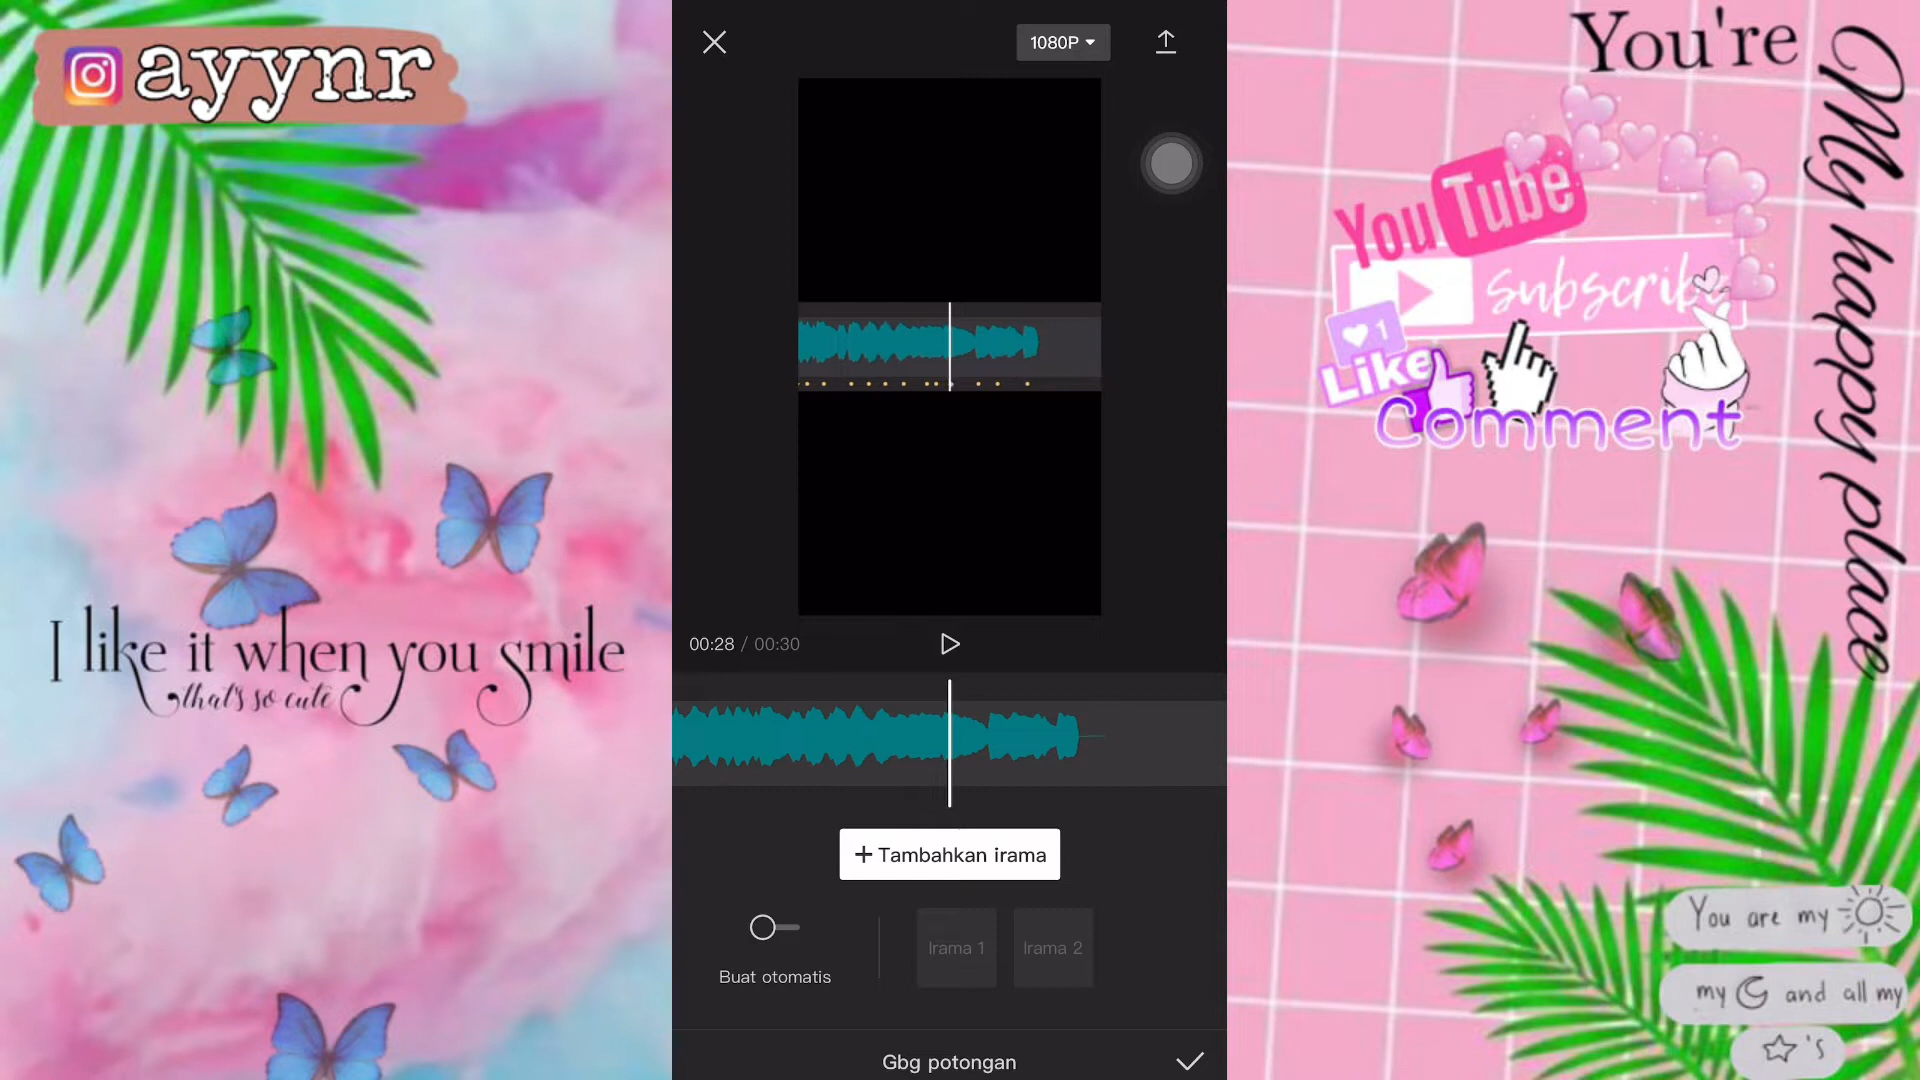 ayynr
I like it when you smile
that's so cute
1080P
00:28 / 00:30
+ Tambahkan irama
Buat otomatis
Irama 1
Irama 2
Gbg potongan
You're
My happy place
YouTube
Subscribe
1
Like
Comment
You are my
my and all my
's